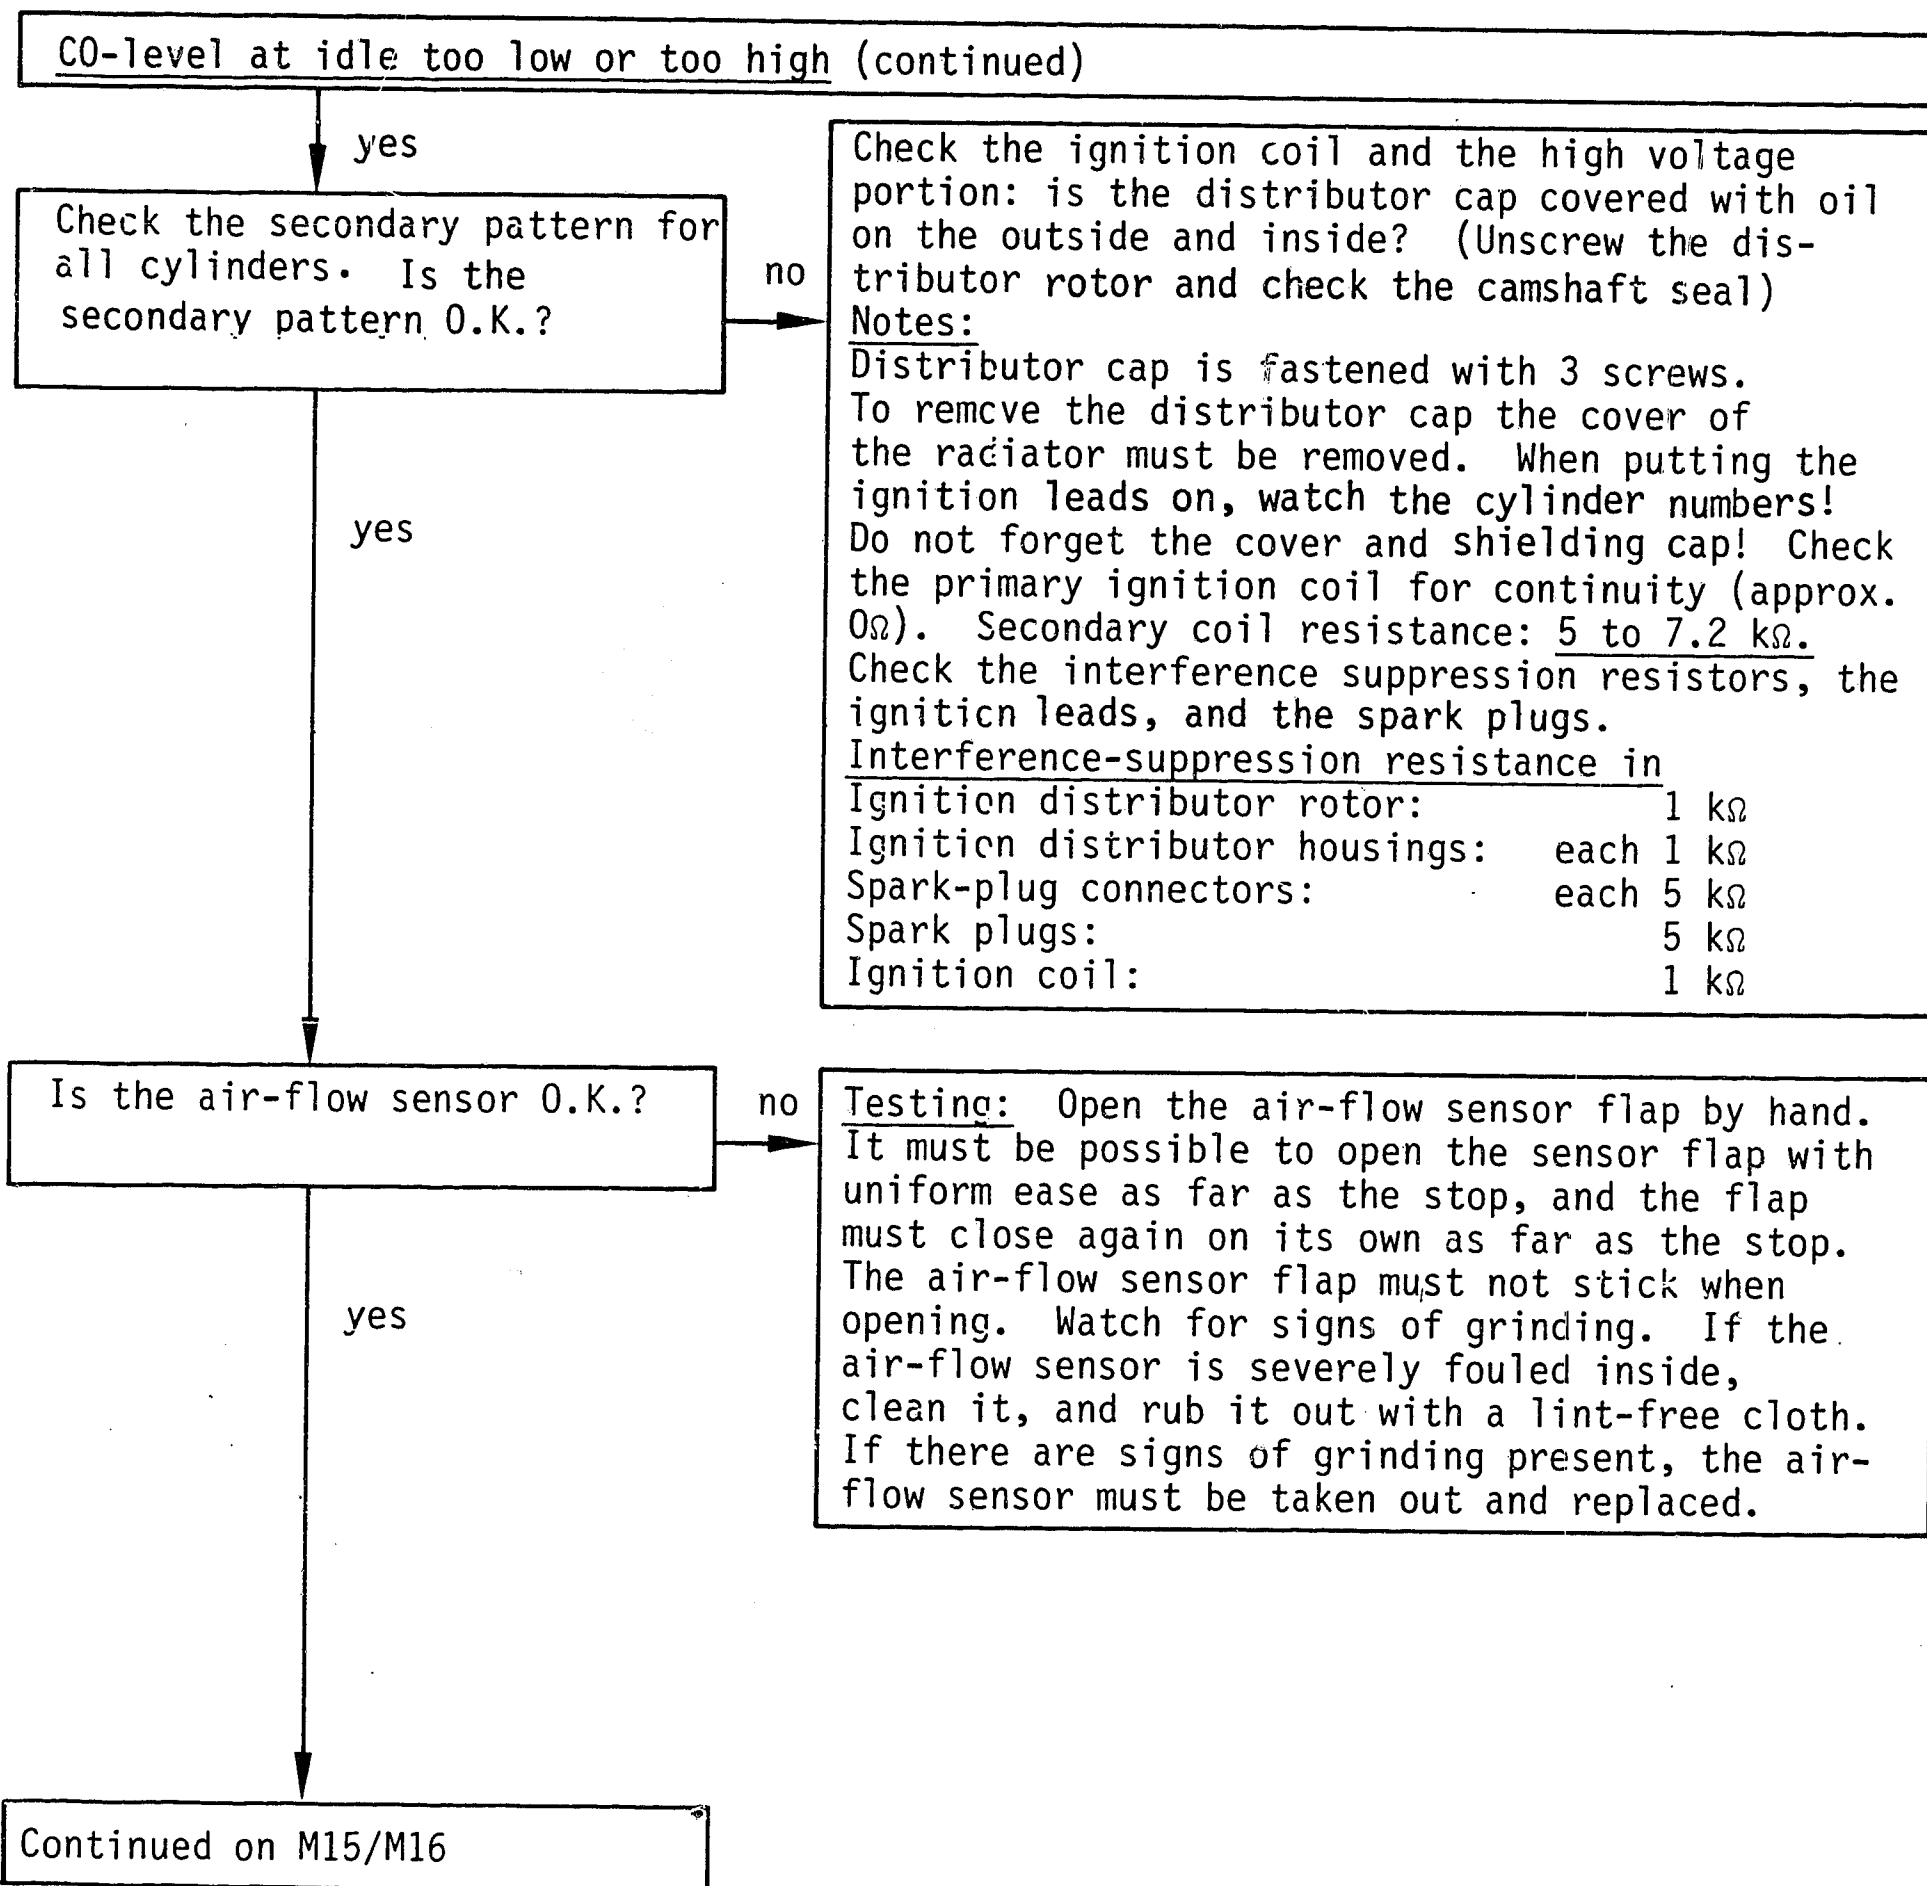 CO-level at idle too low or too high (continued)
yes
Check the secondary pattern for
all cylinders. Is the
secondary pattern O.K.?
no
Check the ignition coil and the high voltage
portion: is the distributor cap covered with oil
on the outside and inside? (Unscrew the dis-
tributor rotor and check the camshaft seal)
Notes:
Distributor cap is fastened with 3 screws.
To remove the distributor cap the cover of
the radiator must be removed. When putting the
ignition leads on, watch the cylinder numbers!
Do not forget the cover and shielding cap! Check
the primary ignition coil for continuity (approx.
0Ω). Secondary coil resistance: 5 to 7.2 kΩ.
Check the interference suppression resistors, the
ignition leads, and the spark plugs.
Interference-suppression resistance in
Ignition distributor rotor: 1 kΩ
Ignition distributor housings: each 1 kΩ
Spark-plug connectors: each 5 kΩ
Spark plugs: 5 kΩ
Ignition coil: 1 kΩ
yes
Is the air-flow sensor O.K.?
no
Testing: Open the air-flow sensor flap by hand.
It must be possible to open the sensor flap with
uniform ease as far as the stop, and the flap
must close again on its own as far as the stop.
The air-flow sensor flap must not stick when
opening. Watch for signs of grinding. If the
air-flow sensor is severely fouled inside,
clean it, and rub it out with a lint-free cloth.
If there are signs of grinding present, the air-
flow sensor must be taken out and replaced.
yes
Continued on M15/M16